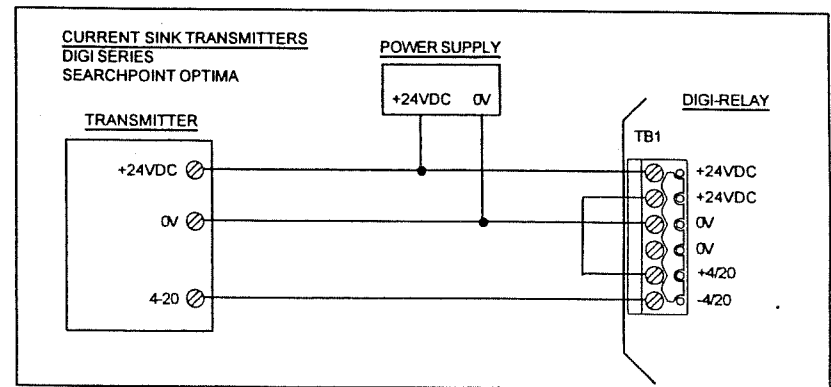 CURRENT SINK TRANSMITTERS
DIGI SERIES
SEARCHPOINT OPTIMA
POWER SUPPLY
+24VDC 0V
DIGI-RELAY
TRANSMITTER
TB1
+24VDC
0V
4-20
+24VDC
+24VDC
0V
0V
+4/20
-4/20